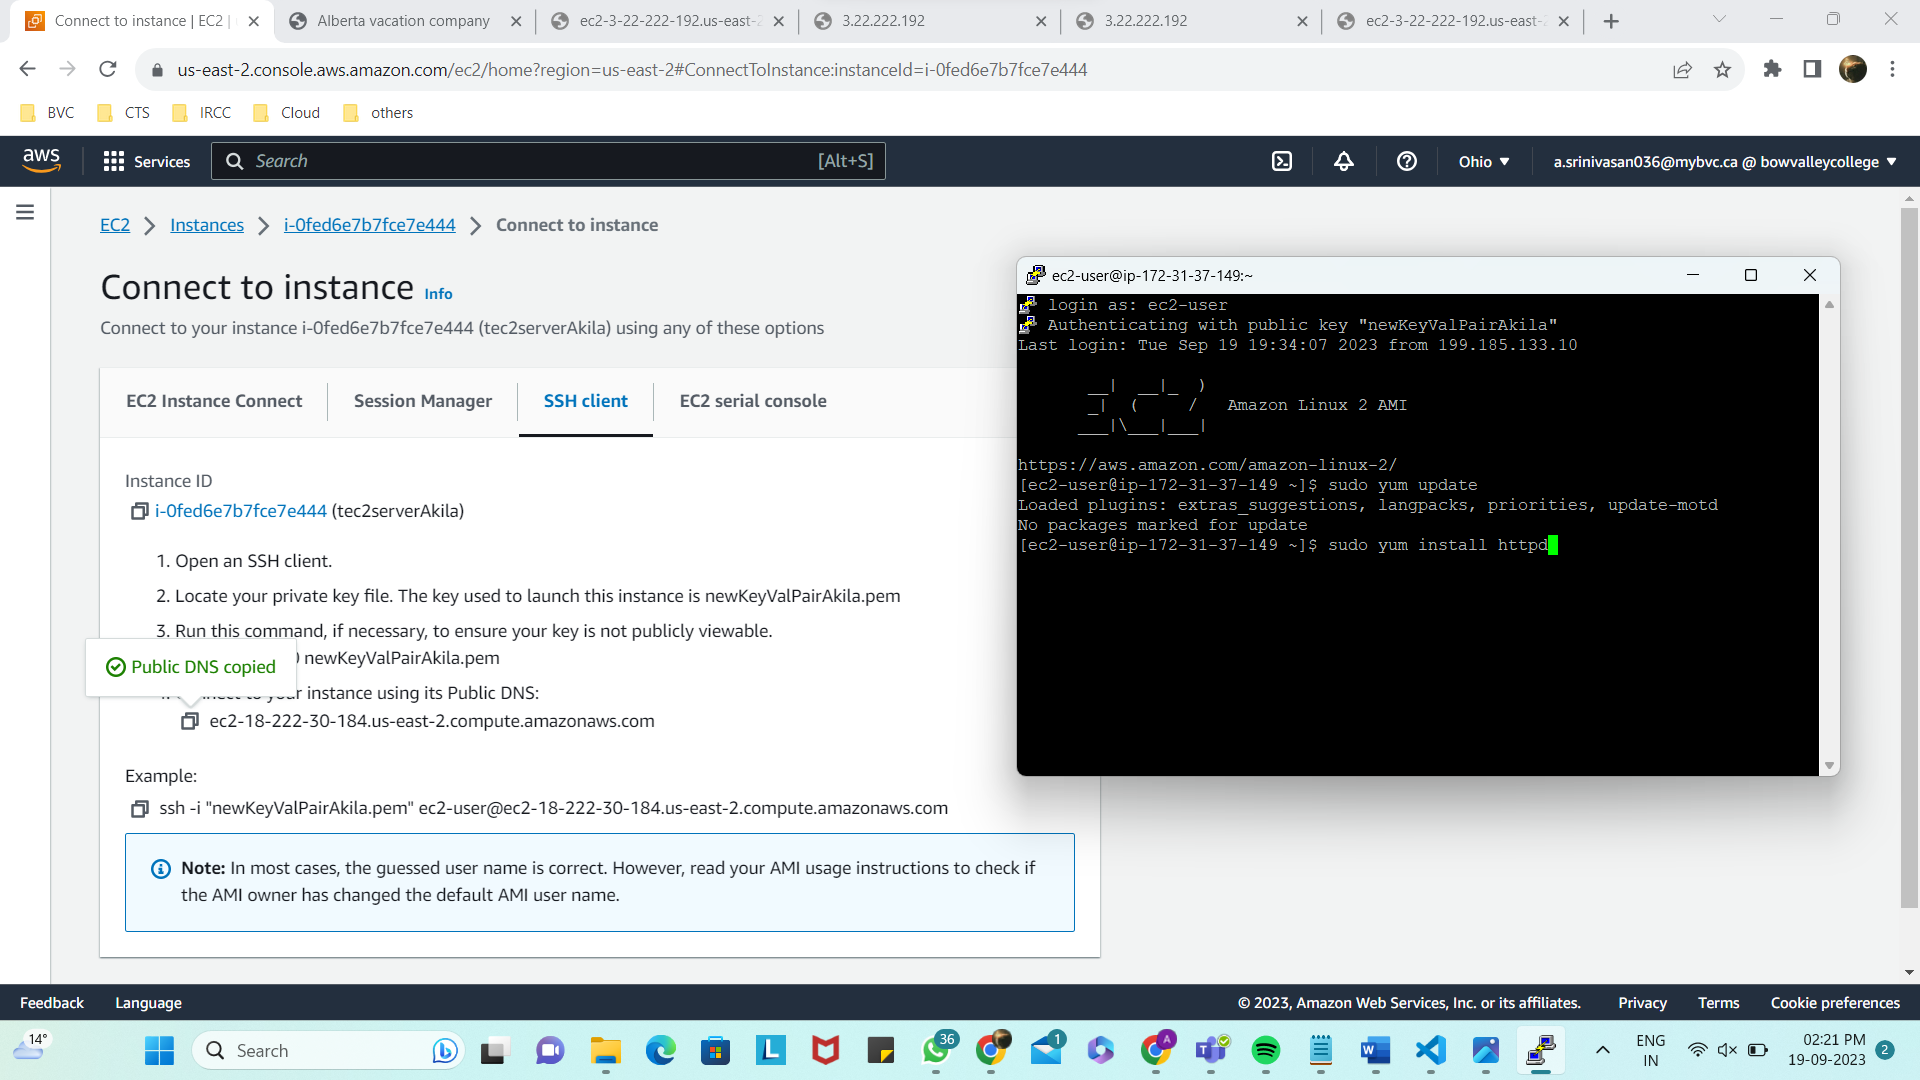 Connect to instance | EC2 |
Alberta vacation company
ec2-3-22-222-192.us-east-2
3.22.222.192
3.22.222.192
ec2-3-22-222-192.us-east-2
us-east-2.console.aws.amazon.com/ec2/home?region=us-east-2#ConnectToInstance:instanceId=i-0fed6e7b7fce7e444
BVC
CTS
IRCC
Cloud
others
aws
Services
Search
[Alt+S]
Ohio
a.srinivasan036@mybvc.ca @ bowvalleycollege
EC2
Instances
i-0fed6e7b7fce7e444
Connect to instance
Connect to instance Info
Connect to your instance i-0fed6e7b7fce7e444 (tec2serverAkila) using any of these options
EC2 Instance Connect
Session Manager
SSH client
EC2 serial console
Instance ID
i-0fed6e7b7fce7e444 (tec2serverAkila)
1. Open an SSH client.
2. Locate your private key file. The key used to launch this instance is newKeyValPairAkila.pem
3. Run this command, if necessary, to ensure your key is not publicly viewable.
newKeyValPairAkila.pem
Public DNS copied
your instance using its Public DNS:
ec2-18-222-30-184.us-east-2.compute.amazonaws.com
Example:
ssh -i "newKeyValPairAkila.pem" ec2-user@ec2-18-222-30-184.us-east-2.compute.amazonaws.com
Note: In most cases, the guessed user name is correct. However, read your AMI usage instructions to check if
the AMI owner has changed the default AMI user name.
ec2-user@ip-172-31-37-149:~
login as: ec2-user
Authenticating with public key "newKeyValPairAkila"
Last login: Tue Sep 19 19:34:07 2023 from 199.185.133.10
__|  __|_  )
_|  (     /   Amazon Linux 2 AMI
___|\___|___|
https://aws.amazon.com/amazon-linux-2/
[ec2-user@ip-172-31-37-149 ~]$ sudo yum update
Loaded plugins: extras_suggestions, langpacks, priorities, update-motd
No packages marked for update
[ec2-user@ip-172-31-37-149 ~]$ sudo yum install httpd
Feedback
Language
© 2023, Amazon Web Services, Inc. or its affiliates.
Privacy
Terms
Cookie preferences
14°
Search
L
36
1
A
ENG
IN
02:21 PM
19-09-2023
2